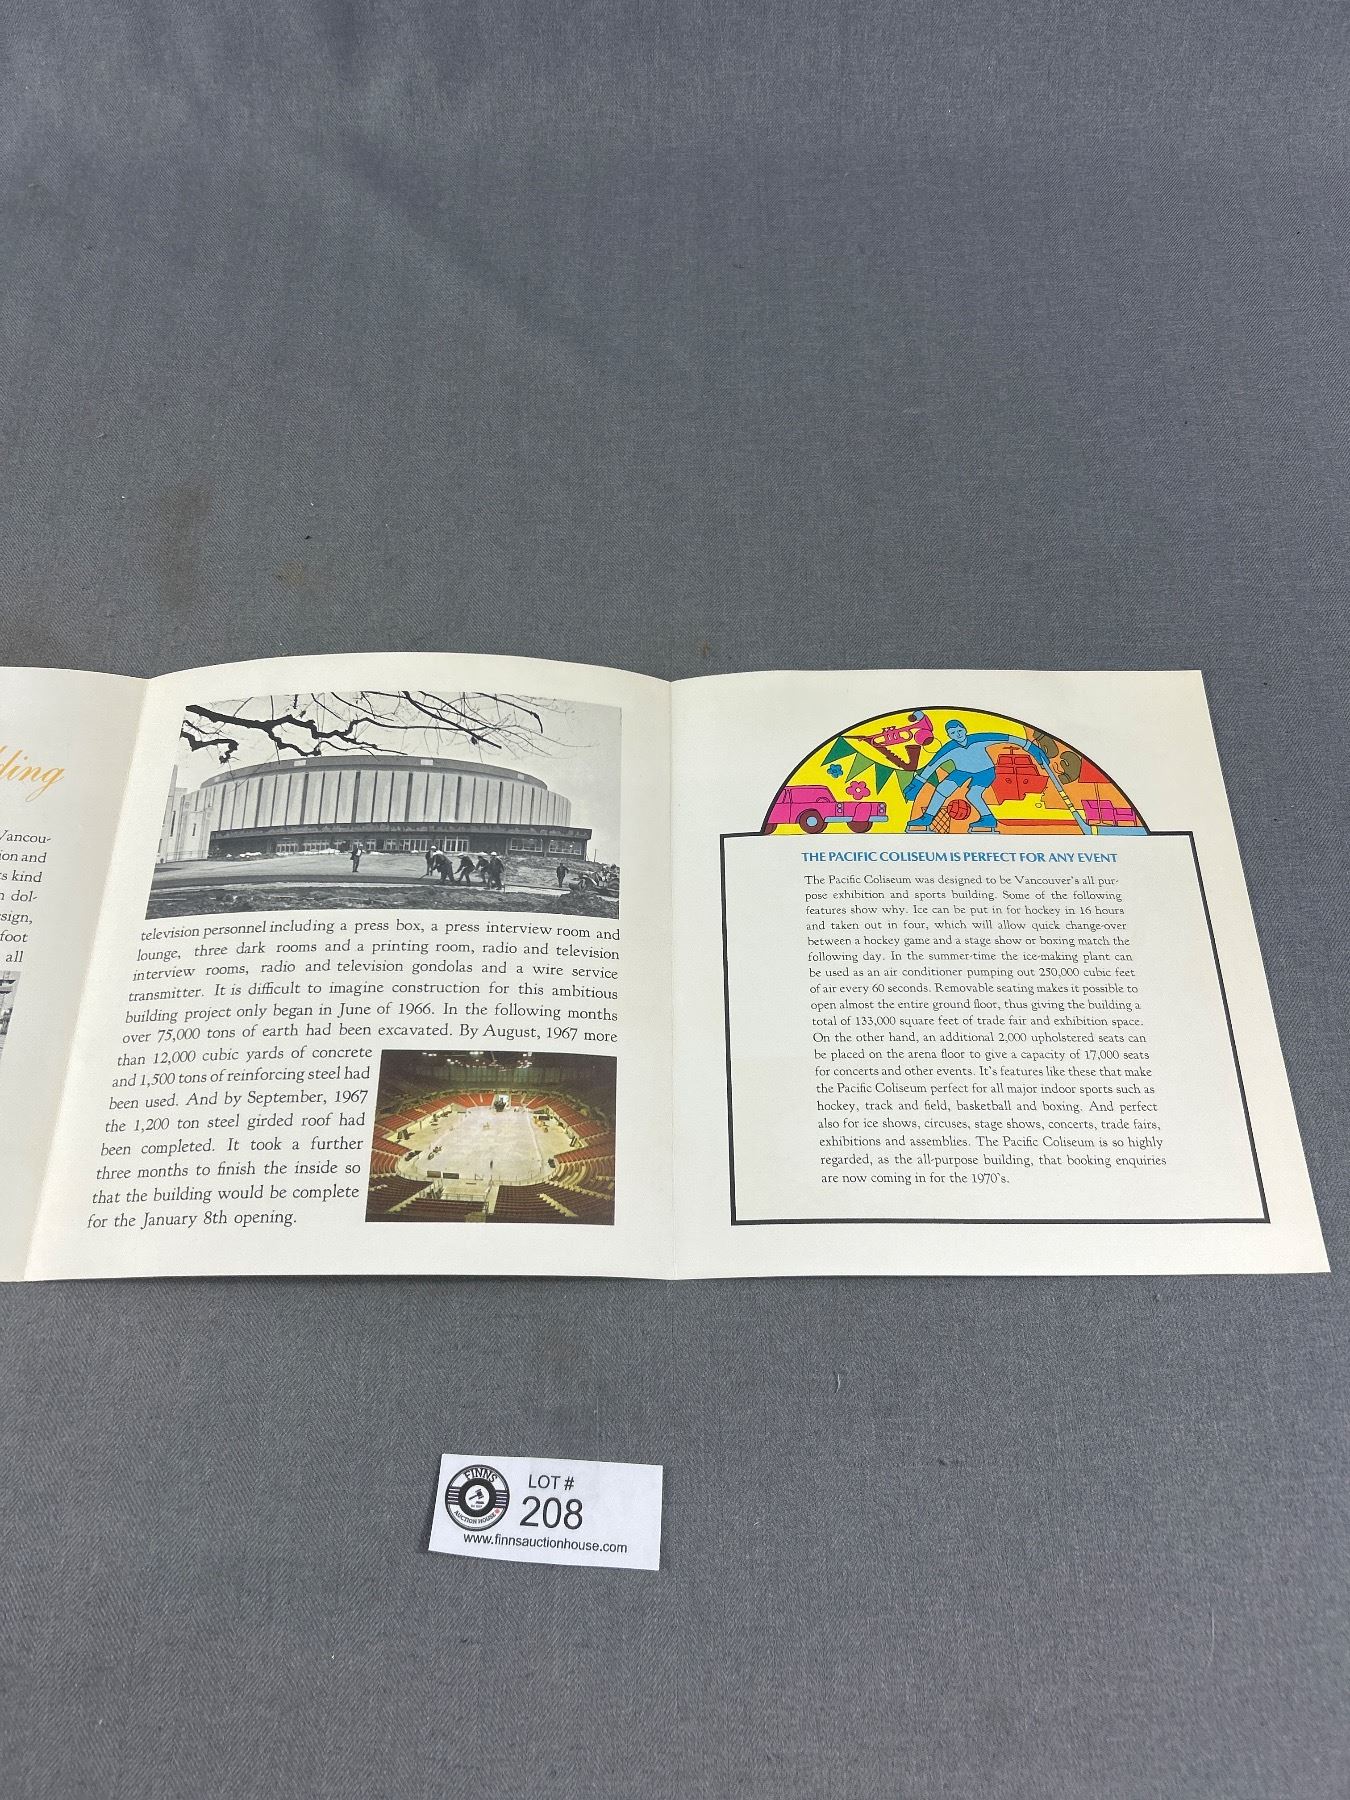 ding
Vancou-
ion and
ts kind
n dol-
sign,
foot
all
television personnel including a press box, a press interview room and
lounge, three dark rooms and a printing room, radio and television
interview rooms, radio and television gondolas and a wire service
transmitter. It is difficult to imagine construction for this ambitious
building project only began in June of 1966. In the following months
over 75,000 tons of earth had been excavated. By August, 1967 more
than 12,000 cubic yards of concrete
and 1,500 tons of reinforcing steel had
been used. And by September, 1967
the 1,200 ton steel girded roof had
been completed. It took a further
three months to finish the inside so
that the building would be complete
for the January 8th opening.
THE PACIFIC COLISEUM IS PERFECT FOR ANY EVENT
The Pacific Coliseum was designed to be Vancouver's all pur-
pose exhibition and sports building. Some of the following
features show why. Ice can be put in for hockey in 16 hours
and taken out in four, which will allow quick change-over
between a hockey game and a stage show or boxing match the
following day. In the summer-time the ice-making plant can
be used as an air conditioner pumping out 250,000 cubic feet
of air every 60 seconds. Removable seating makes it possible to
open almost the entire ground floor, thus giving the building a
total of 133,000 square feet of trade fair and exhibition space.
On the other hand, an additional 2,000 upholstered seats can
be placed on the arena floor to give a capacity of 17,000 seats
for concerts and other events. It's features like these that make
the Pacific Coliseum perfect for all major indoor sports such as
hockey, track and field, basketball and boxing. And perfect
also for ice shows, circuses, stage shows, concerts, trade fairs,
exhibitions and assemblies. The Pacific Coliseum is so highly
regarded, as the all-purpose building, that booking enquiries
are now coming in for the 1970's.
FINNS
AUCTION HOUSE
LOT #
208
www.finnsauctionhouse.com